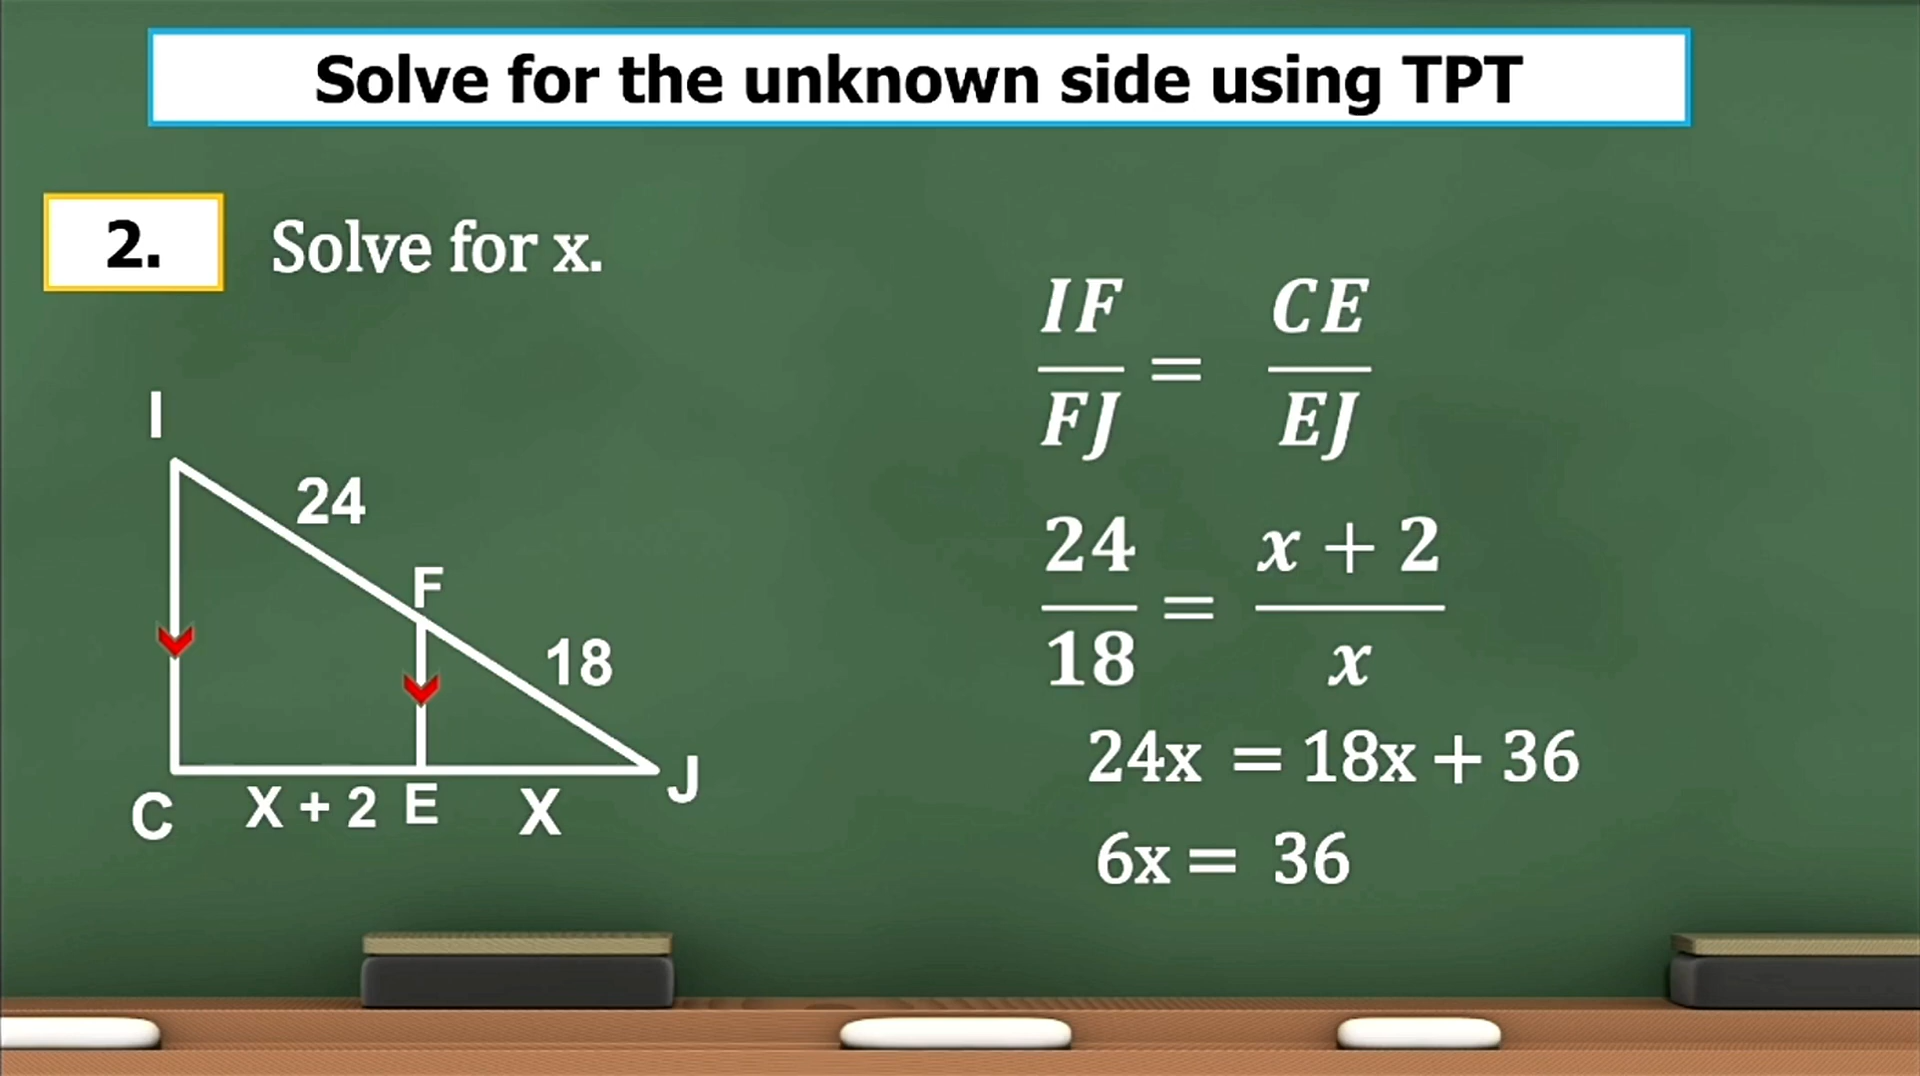 Solve for the unknown side using TPT
2. Solve for x.
I
24
F
18
C X + 2 E X J
IF/FJ = CE/EJ
24/18 = x + 2/x
24x = 18x + 36
6x = 36